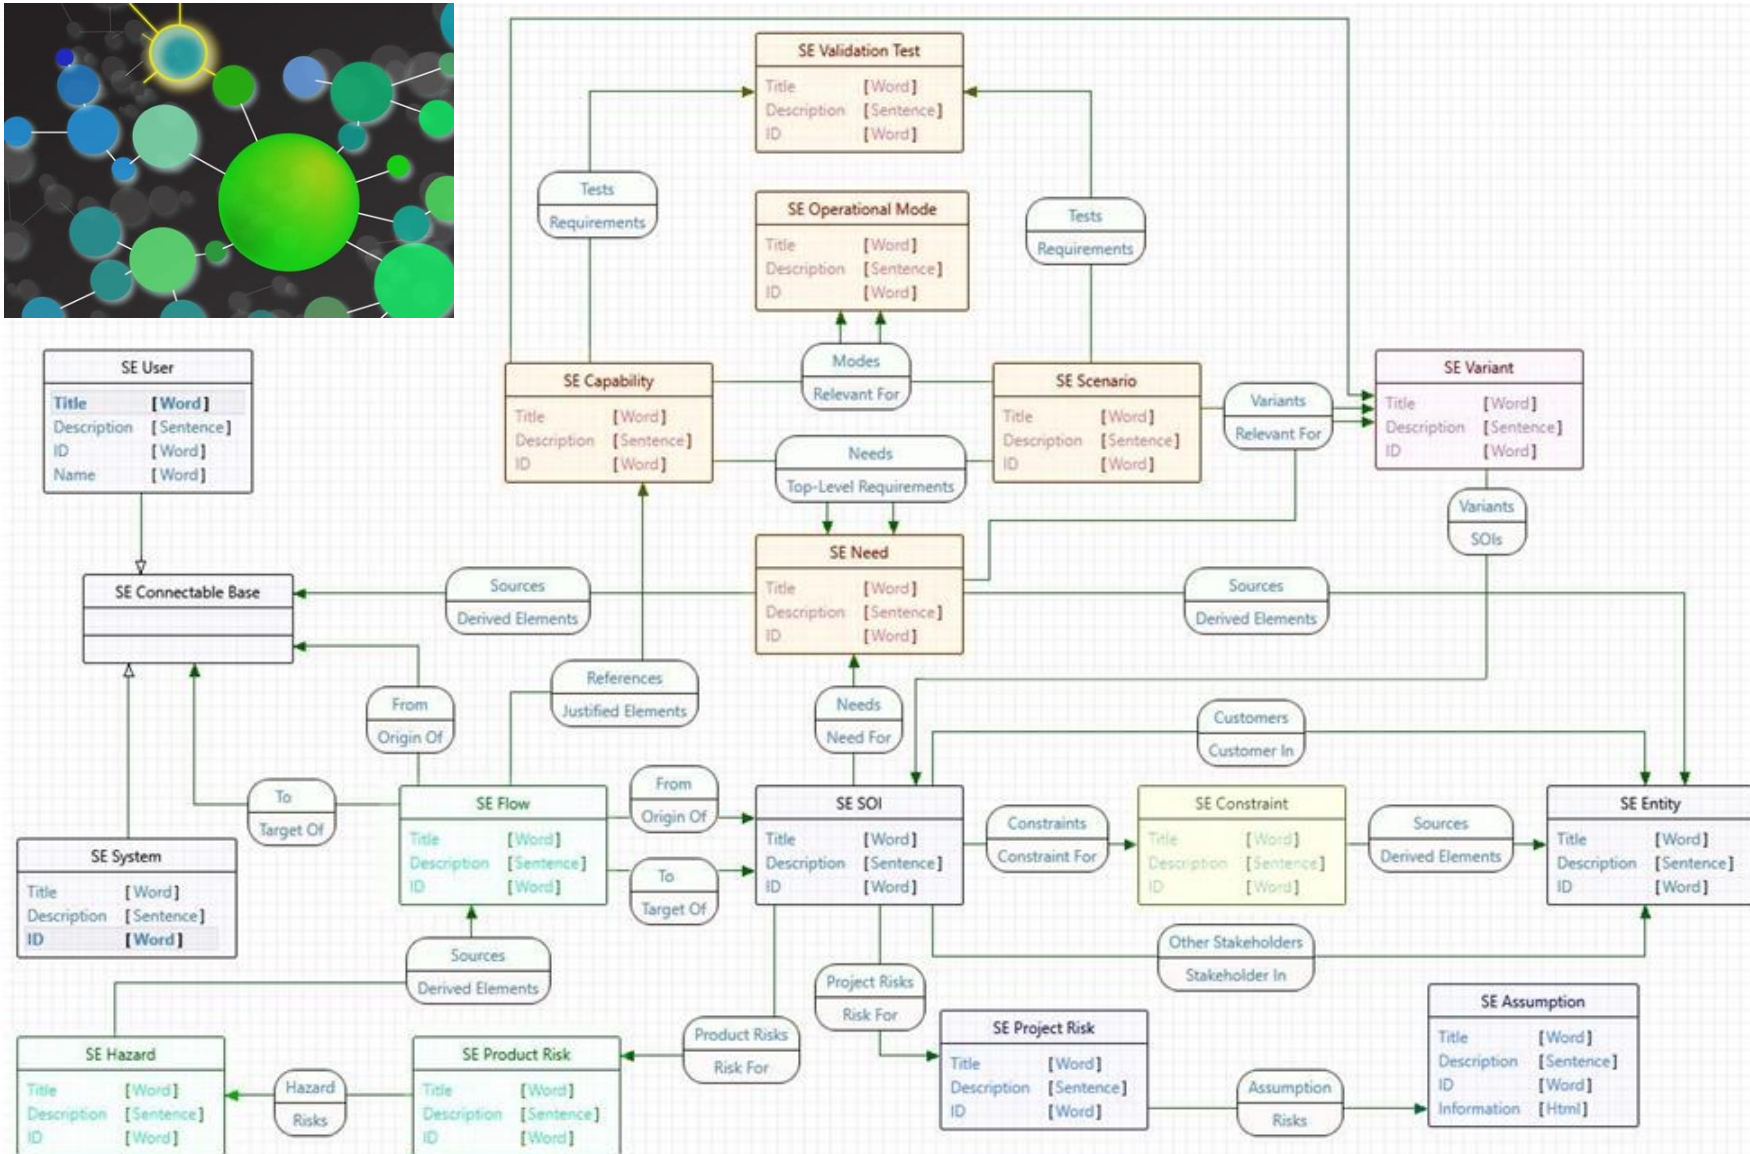 SE Validation Test
Title [Word]
Description [Sentence]
ID [Word]
Tests
Requirements
SE Operational Mode
Title [Word]
Description [Sentence]
ID [Word]
Tests
Requirements
Modes
Relevant For
SE User
Title [Word]
Description [Sentence]
ID [Word]
Name [Word]
SE Capability
Title [Word]
Description [Sentence]
ID [Word]
SE Scenario
Title [Word]
Description [Sentence]
ID [Word]
Variants
Relevant For
SE Variant
Title [Word]
Description [Sentence]
ID [Word]
Needs
Top-Level Requirements
Variants
SOIs
SE Need
Title [Word]
Description [Sentence]
ID [Word]
SE Connectable Base
Sources
Derived Elements
Sources
Derived Elements
References
Justified Elements
From
Origin Of
Needs
Need For
Customers
Customer In
To
Target Of
SE Flow
Title [Word]
Description [Sentence]
ID [Word]
From
Origin Of
To
Target Of
SE SOI
Title [Word]
Description [Sentence]
ID [Word]
Constraints
Constraint For
SE Constraint
Title [Word]
Description [Sentence]
ID [Word]
Sources
Derived Elements
SE Entity
Title [Word]
Description [Sentence]
ID [Word]
SE System
Title [Word]
Description [Sentence]
ID [Word]
Sources
Derived Elements
Other Stakeholders
Stakeholder In
Project Risks
Risk For
Product Risks
Risk For
SE Hazard
Title [Word]
Description [Sentence]
ID [Word]
Hazard
Risks
SE Product Risk
Title [Word]
Description [Sentence]
ID [Word]
SE Project Risk
Title [Word]
Description [Sentence]
ID [Word]
Assumption
Risks
SE Assumption
Title [Word]
Description [Sentence]
ID [Word]
Information [Html]